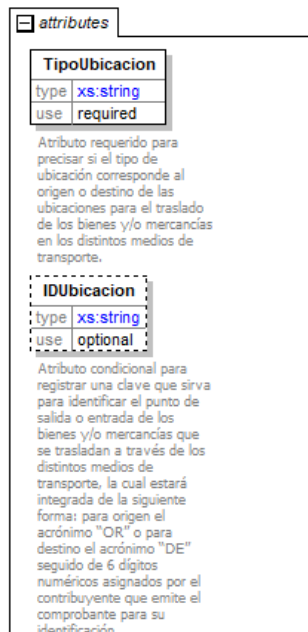 attributes
TipoUbicacion
type xs:string
use required
Atributo requerido para
precisar si el tipo de
ubicación corresponde al
origen o destino de las
ubicaciones para el traslado
de los bienes y/o mercancías
en los distintos medios de
transporte.
IDUbicacion
type xs:string
use optional
Atributo condicional para
registrar una clave que sirva
para identificar el punto de
salida o entrada de los
bienes y/o mercancías que
se trasladan a través de los
distintos medios de
transporte, la cual estará
integrada de la siguiente
forma: para origen el
acrónimo "OR" o para
destino el acrónimo "DE"
seguido de 6 dígitos
numéricos asignados por el
contribuyente que emite el
comprobante para su
identificación